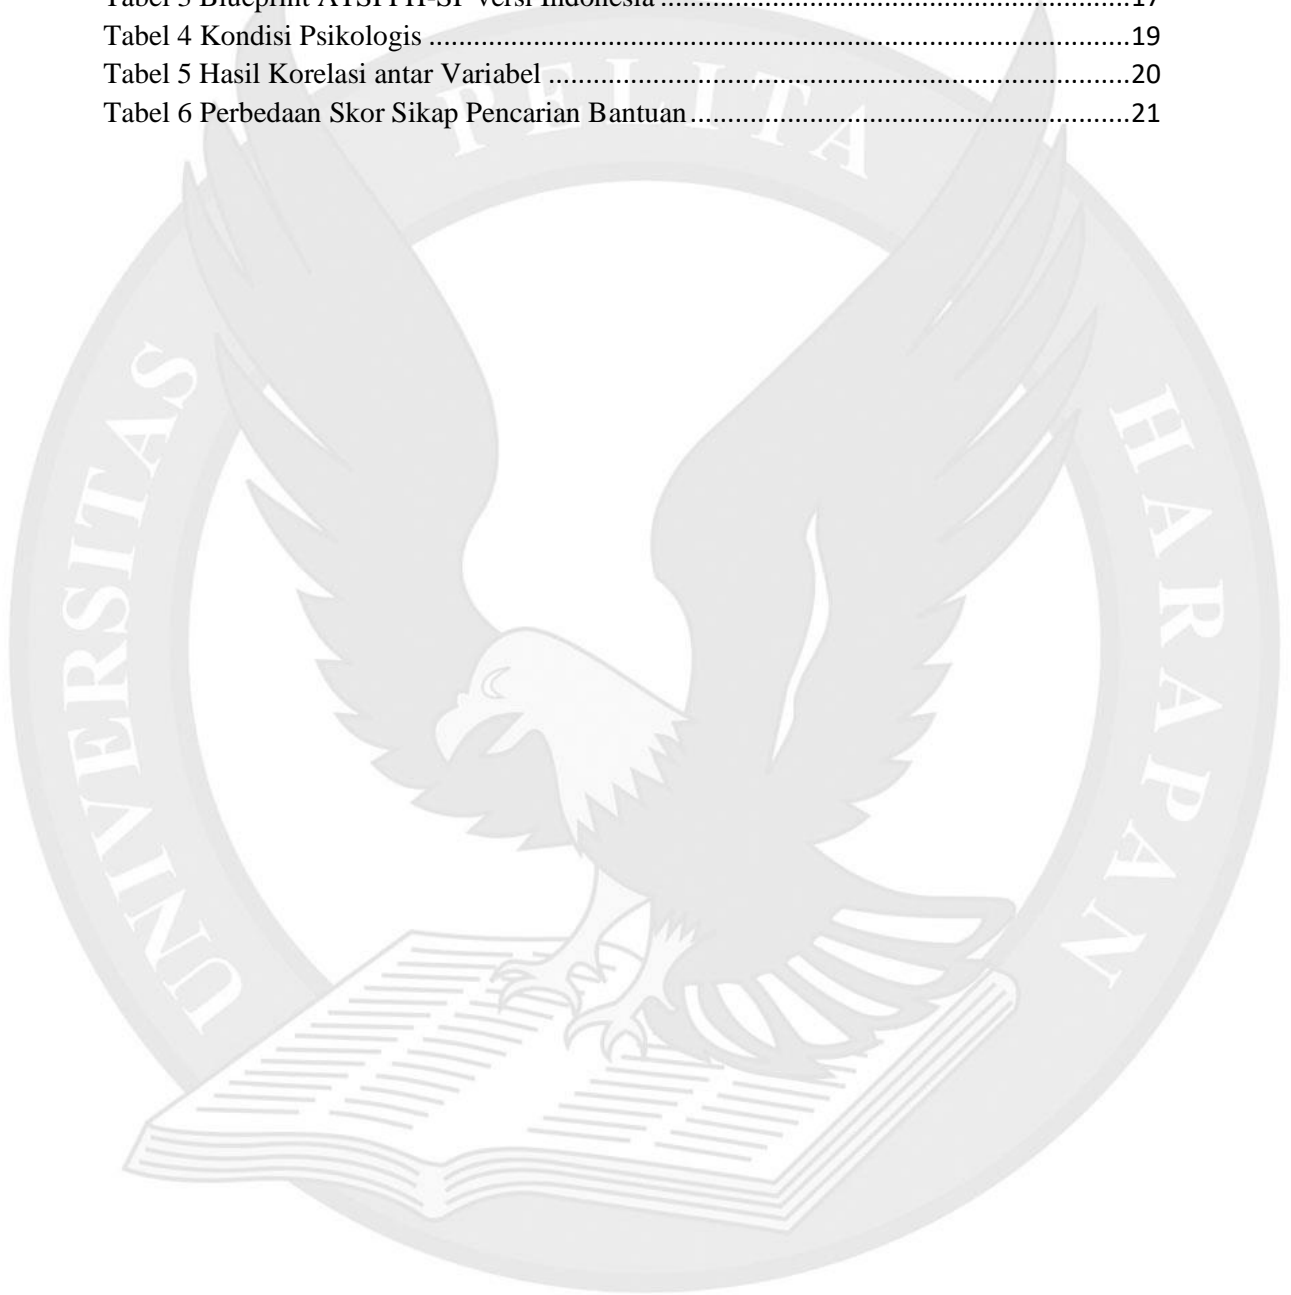 Tabel 3 Blueprint ATSPPH-SF versi Indonesia ................................................................ 17
Tabel 4 Kondisi Psikologis ............................................................................................... 19
Tabel 5 Hasil Korelasi antar Variabel ............................................................................... 20
Tabel 6 Perbedaan Skor Sikap Pencarian Bantuan ........................................................... 21
UNIVERSITAS PELITA HARAPAN